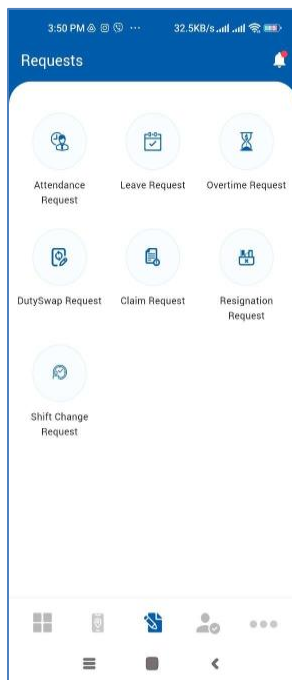 3:50 PM ... 32.5KB/s
Requests
Attendance
Request
Leave Request
Overtime Request
DutySwap Request
Claim Request
Resignation
Request
Shift Change
Request